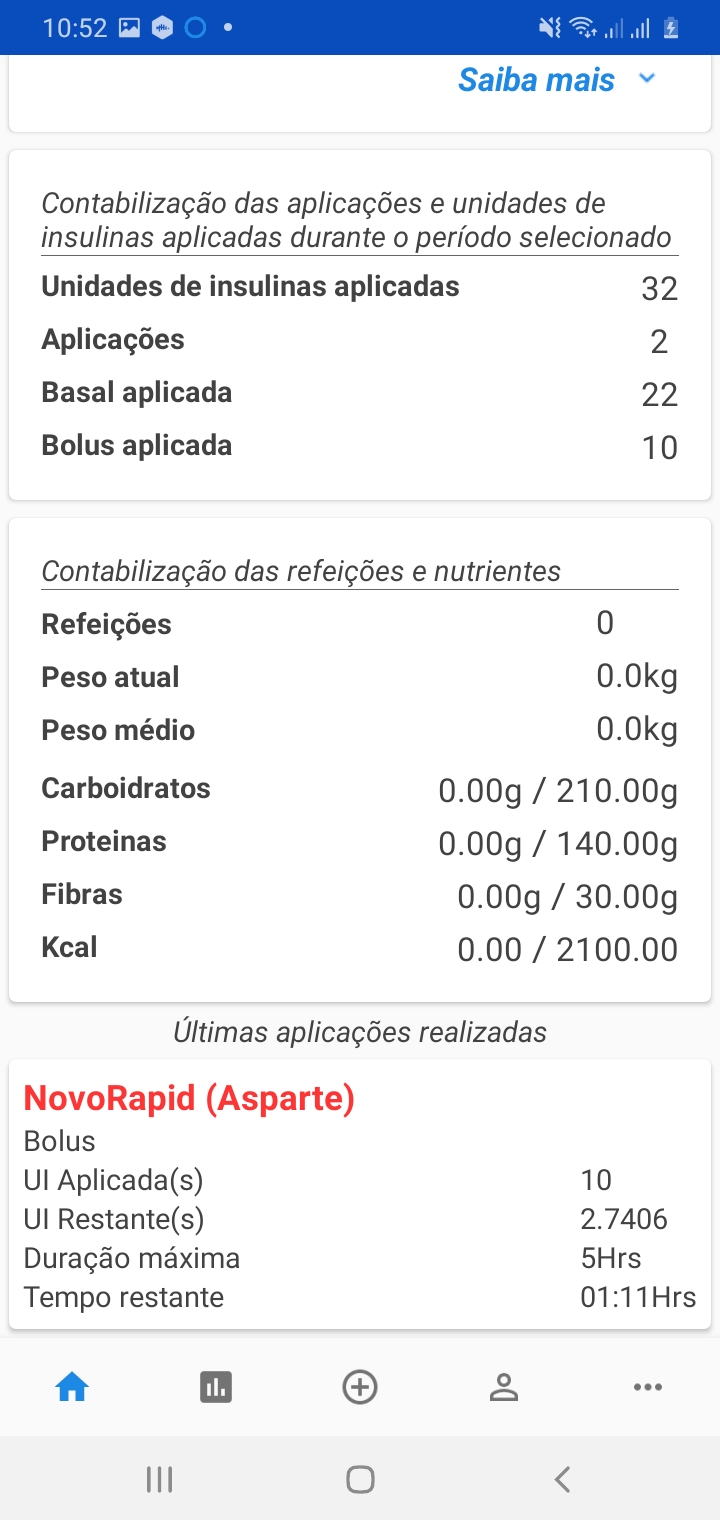 10:52
Saiba mais
Contabilização das aplicações e unidades de
insulinas aplicadas durante o período selecionado
Unidades de insulinas aplicadas 32
Aplicações 2
Basal aplicada 22
Bolus aplicada 10
Contabilização das refeições e nutrientes
Refeições 0
Peso atual 0.0kg
Peso médio 0.0kg
Carboidratos 0.00g / 210.00g
Proteinas 0.00g / 140.00g
Fibras 0.00g / 30.00g
Kcal 0.00 / 2100.00
Últimas aplicações realizadas
NovoRapid (Asparte)
Bolus
UI Aplicada(s) 10
UI Restante(s) 2.7406
Duração máxima 5Hrs
Tempo restante 01:11Hrs